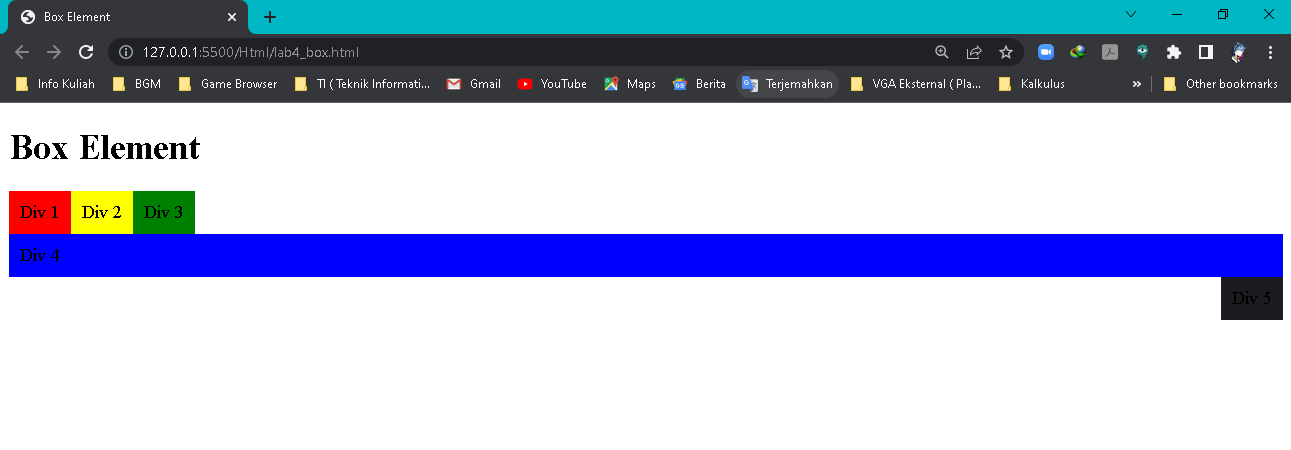 Box Element
127.0.0.1:5500/Html/lab4_box.html
Info Kuliah BGM Game Browser TI ( Teknik Informati... Gmail YouTube Maps Berita Terjemahkan VGA Eksternal ( Pla... Kalkulus » Other bookmarks
Box Element
Div 1 Div 2 Div 3
Div 4
Div 5